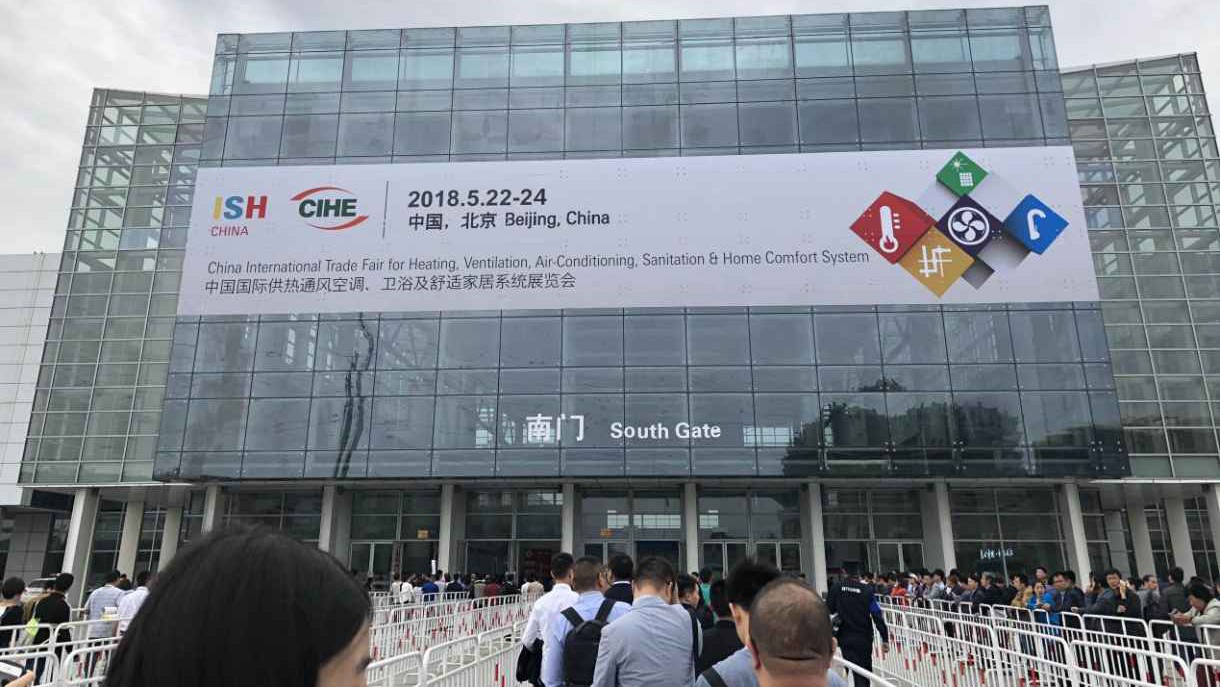 ISH
CHINA
CIHE
2018.5.22-24
中国，北京 Beijing, China
China International Trade Fair for Heating, Ventilation, Air-Conditioning, Sanitation & Home Comfort System
中国国际供热通风空调、卫浴及舒适家居系统展览会
南门 South Gate